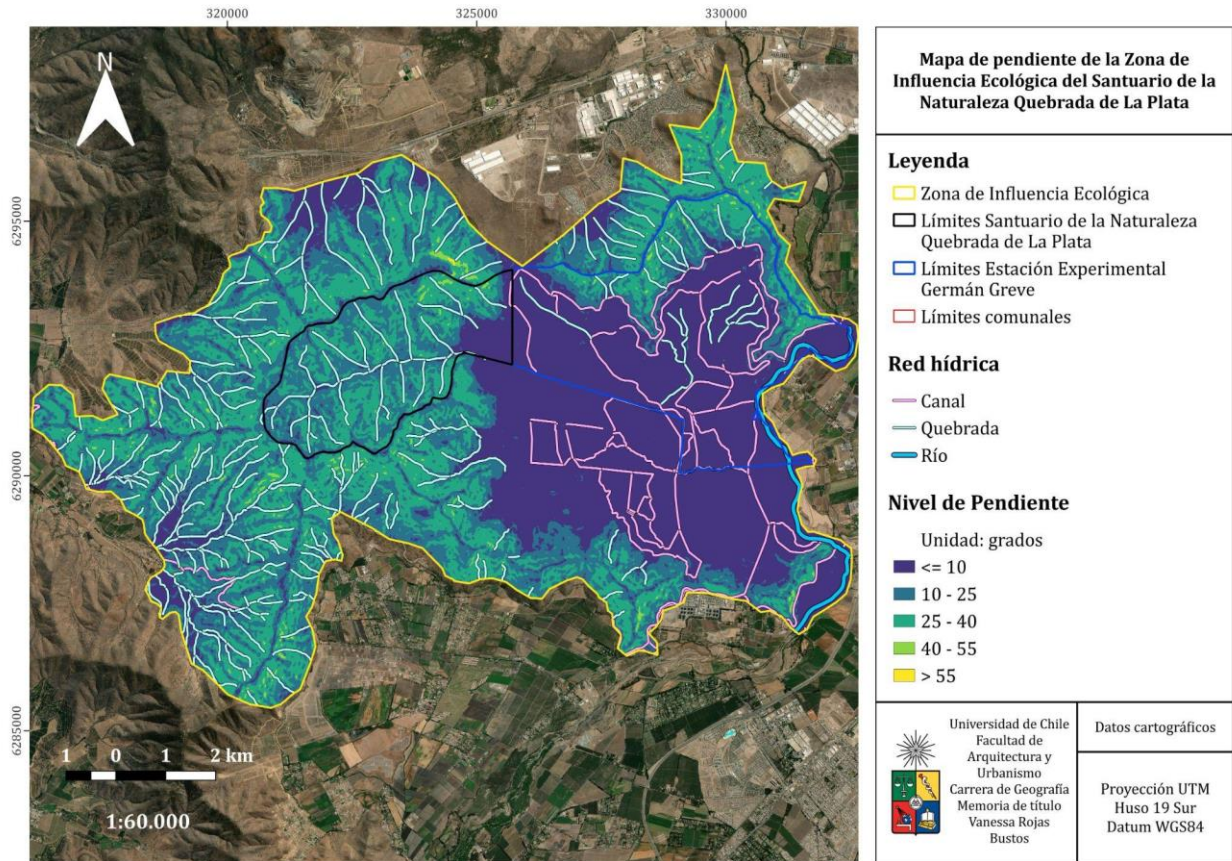 320000
325000
330000
6295000
6290000
6285000
N
1 0 1 2 km
1:60.000
Mapa de pendiente de la Zona de
Influencia Ecológica del Santuario de la
Naturaleza Quebrada de La Plata
Leyenda
Zona de Influencia Ecológica
Límites Santuario de la Naturaleza
Quebrada de La Plata
Límites Estación Experimental
Germán Greve
Límites comunales
Red hídrica
Canal
Quebrada
Río
Nivel de Pendiente
Unidad: grados
<= 10
10 - 25
25 - 40
40 - 55
> 55
Universidad de Chile
Facultad de
Arquitectura y
Urbanismo
Carrera de Geografía
Memoria de título
Vanessa Rojas
Bustos
Datos cartográficos
Proyección UTM
Huso 19 Sur
Datum WGS84